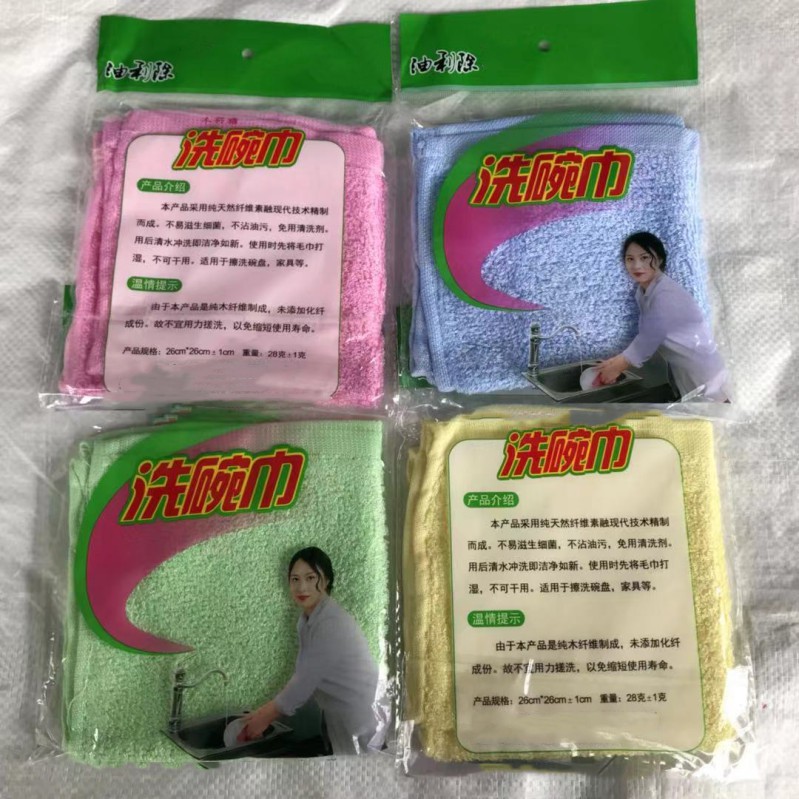 油利除
油利除
洗碗巾
产品介绍
本产品采用纯天然纤维素融现代技术精制
而成。不易滋生细菌，不沾油污，免用清洗剂。
用后清水冲洗即洁净如新。使用时先将毛巾打
湿，不可干用。适用于擦洗碗盘，家具等。
温情提示
由于本产品是纯木纤维制成，未添加化纤
成份。故不宜用力搓洗，以免缩短使用寿命。
产品规格：26cm*26cm±1cm 重量：28克±1克
洗碗巾
洗碗巾
洗碗巾
产品介绍
本产品采用纯天然纤维素融现代技术精制
而成。不易滋生细菌，不沾油污，免用清洗剂。
用后清水冲洗即洁净如新。使用时先将毛巾打
湿，不可干用。适用于擦洗碗盘，家具等。
温情提示
由于本产品是纯木纤维制成，未添加化纤
成份。故不宜用力搓洗，以免缩短使用寿命。
产品规格：26cm*26cm±1cm 重量：28克±1克